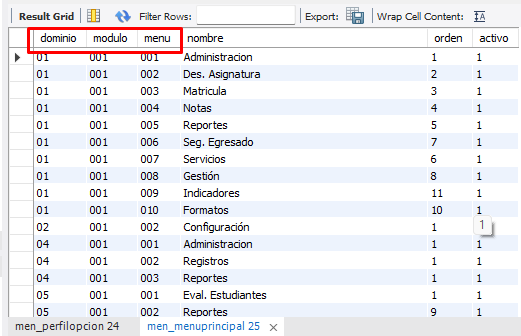 Result Grid Filter Rows: Export: Wrap Cell Content:
dominio modulo menu nombre orden activo
01 001 001 Administracion 1 1
01 001 002 Des. Asignatura 2 1
01 001 003 Matricula 3 1
01 001 004 Notas 4 1
01 001 005 Reportes 5 1
01 001 006 Seg. Egresado 7 1
01 001 007 Servicios 6 1
01 001 008 Gestión 8 1
01 001 009 Indicadores 11 1
01 001 010 Formatos 10 1
02 001 002 Configuración 1 1
04 001 001 Administracion 1 1
04 001 002 Registros 1 1
04 001 003 Reportes 1 1
05 001 001 Eval. Estudiantes 1 1
05 001 002 Reportes 9 1
1
men_perfilopcion 24 men_menuprincipal 25